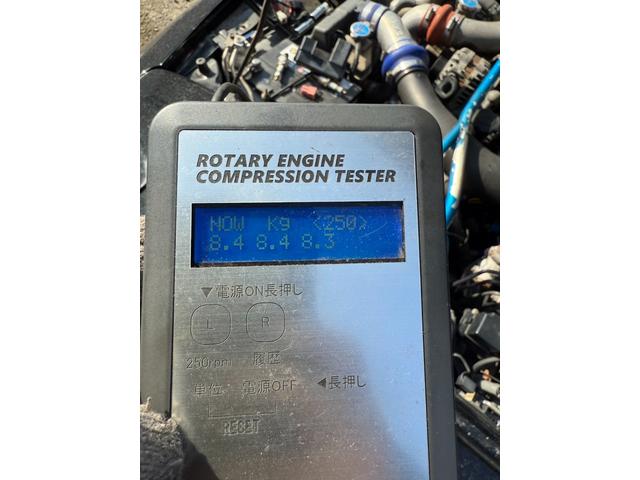 ROTARY ENGINE
COMPRESSION TESTER
NOW Kg <250>
8.4 8.4 8.3
▼電源ON長押し
L R
250rpm 履歴
単位 電源OFF ◀長押し
RESET